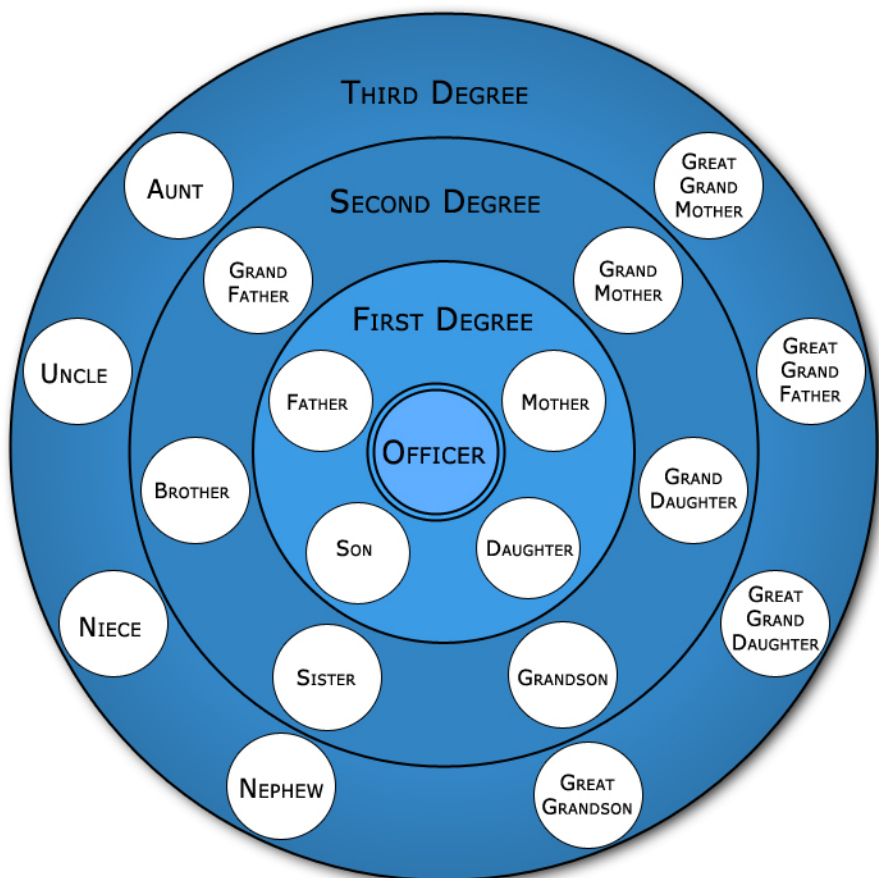 THIRD DEGREE
AUNT
GREAT
GRAND
MOTHER
SECOND DEGREE
GRAND
FATHER
GRAND
MOTHER
FIRST DEGREE
UNCLE
GREAT
GRAND
FATHER
FATHER
MOTHER
OFFICER
BROTHER
GRAND
DAUGHTER
SON
DAUGHTER
NIECE
GREAT
GRAND
DAUGHTER
SISTER
GRANDSON
NEPHEW
GREAT
GRANDSON